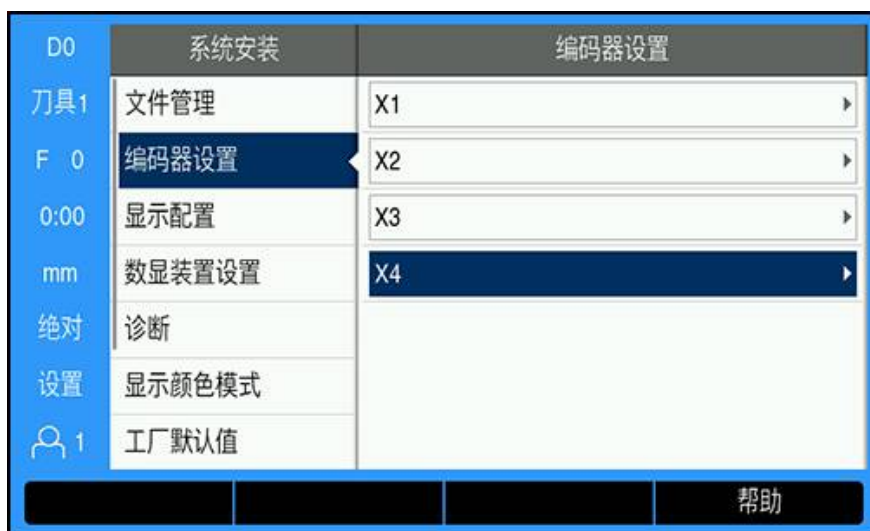 D0
系统安装
编码器设置
刀具1
文件管理
X1
F 0
编码器设置
X2
0:00
显示配置
X3
mm
数显装置设置
X4
绝对
诊断
设置
显示颜色模式
1
工厂默认值
帮助